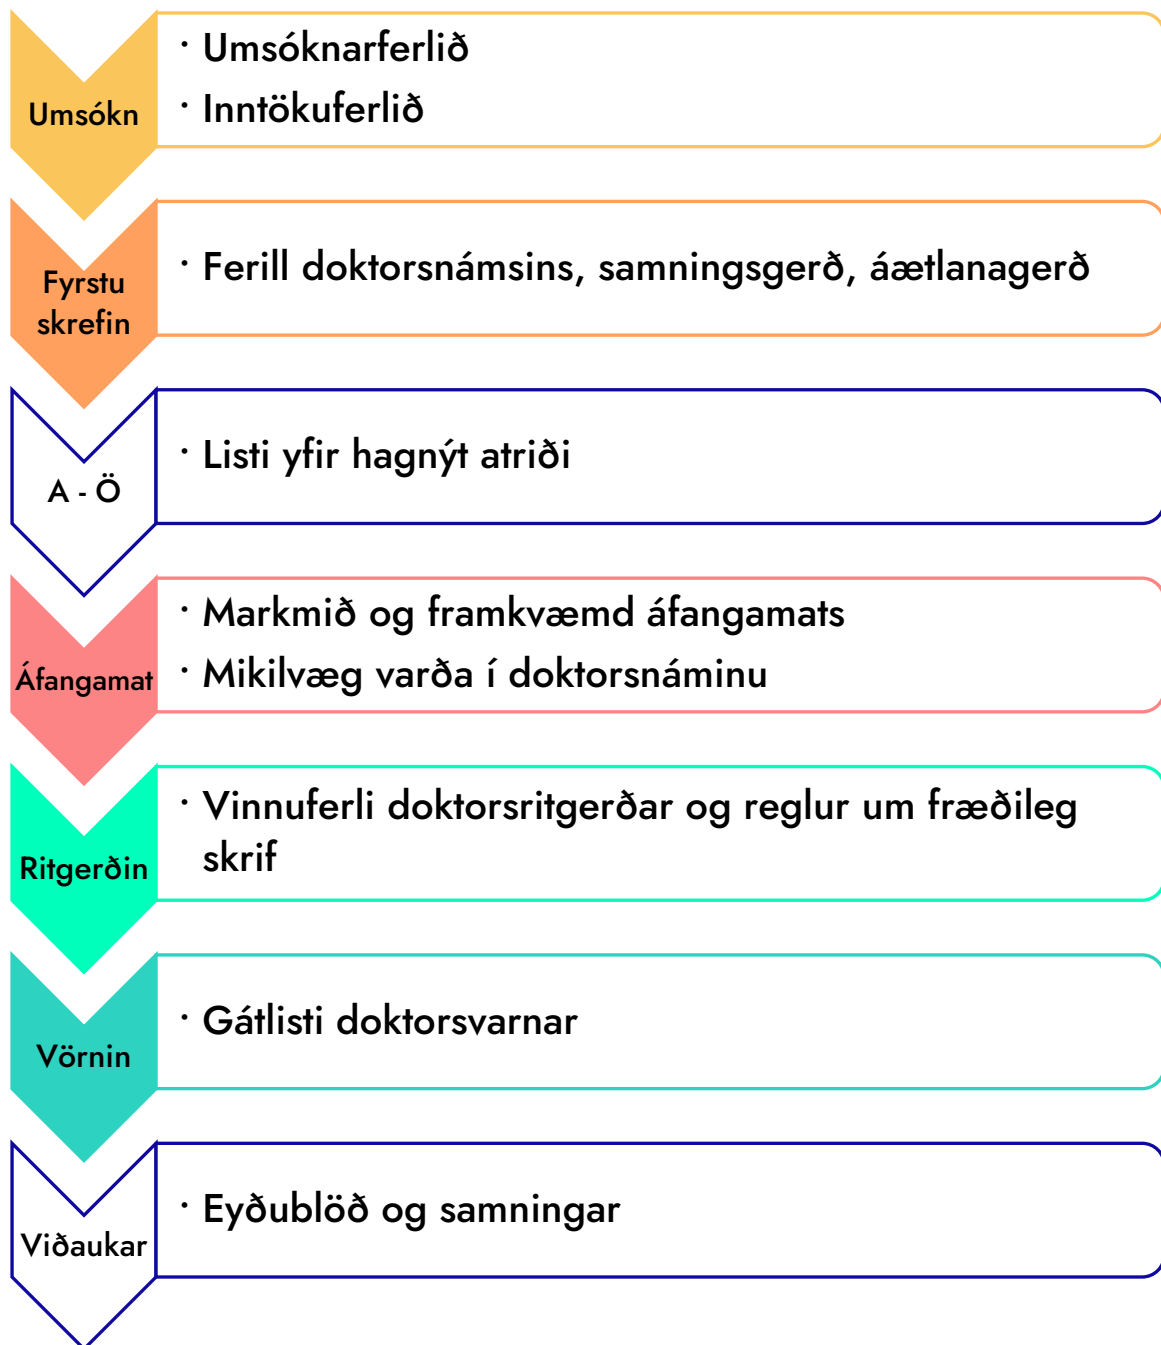 Umsókn
· Umsóknarferlið
· Inntökuferlið
Fyrstu
skrefin
· Ferill doktorsnámsins, samningsgerð, áætlanagerð
A - Ö
· Listi yfir hagnýt atriði
Áfangamat
· Markmið og framkvæmd áfangamats
· Mikilvæg varða í doktorsnáminu
Ritgerðin
· Vinnuferli doktorsritgerðar og reglur um fræðileg
skrif
Vörnin
· Gátlisti doktorsvarnar
Viðaukar
· Eyðublöð og samningar